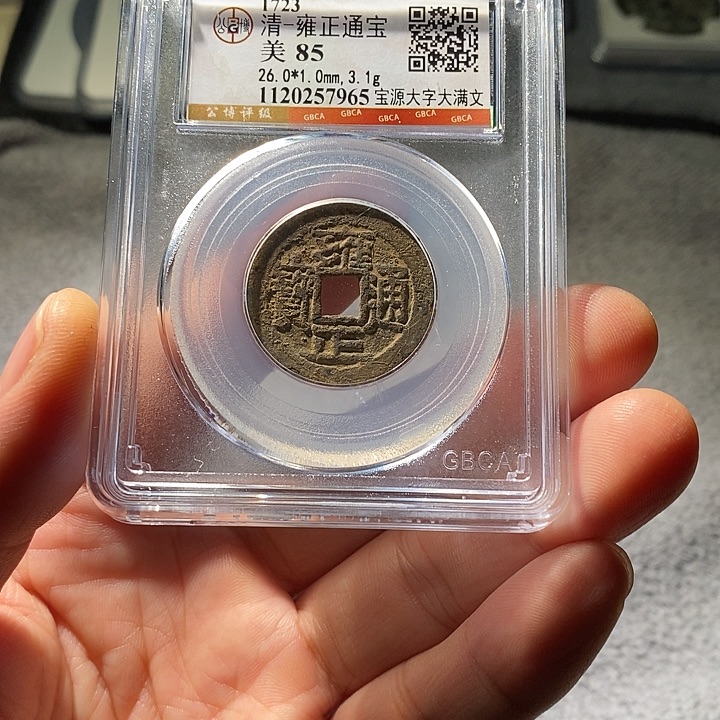 1723
清-雍正通宝
美 85
26.0*1.0mm,3.1g
1120257965 宝源大字大满文
公博评级 GBCA GBCA GBCA GBCA GBCA
雍正通寶
GBCA